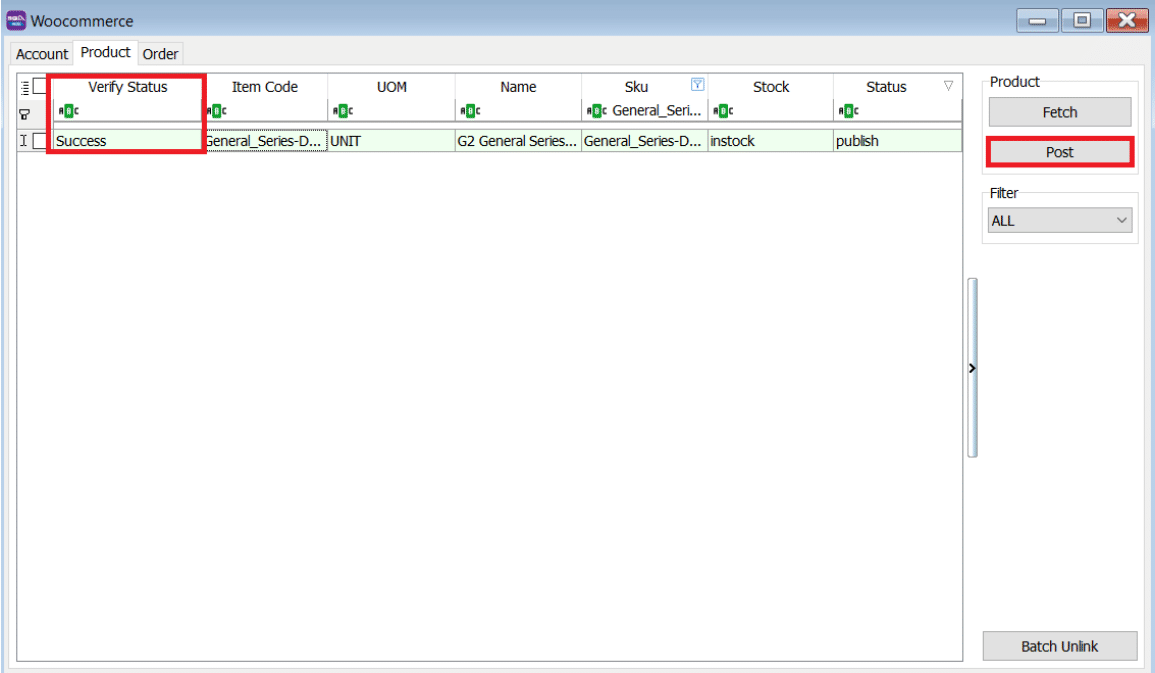 Woocommerce
Account Product Order
Verify Status Item Code UOM Name Sku Stock Status
ABC ABC ABC ABC ABC General_Seri... ABC ABC
Success General_Series-D... UNIT G2 General Series... General_Series-D... instock publish
Product
Fetch
Post
Filter
ALL
Batch Unlink